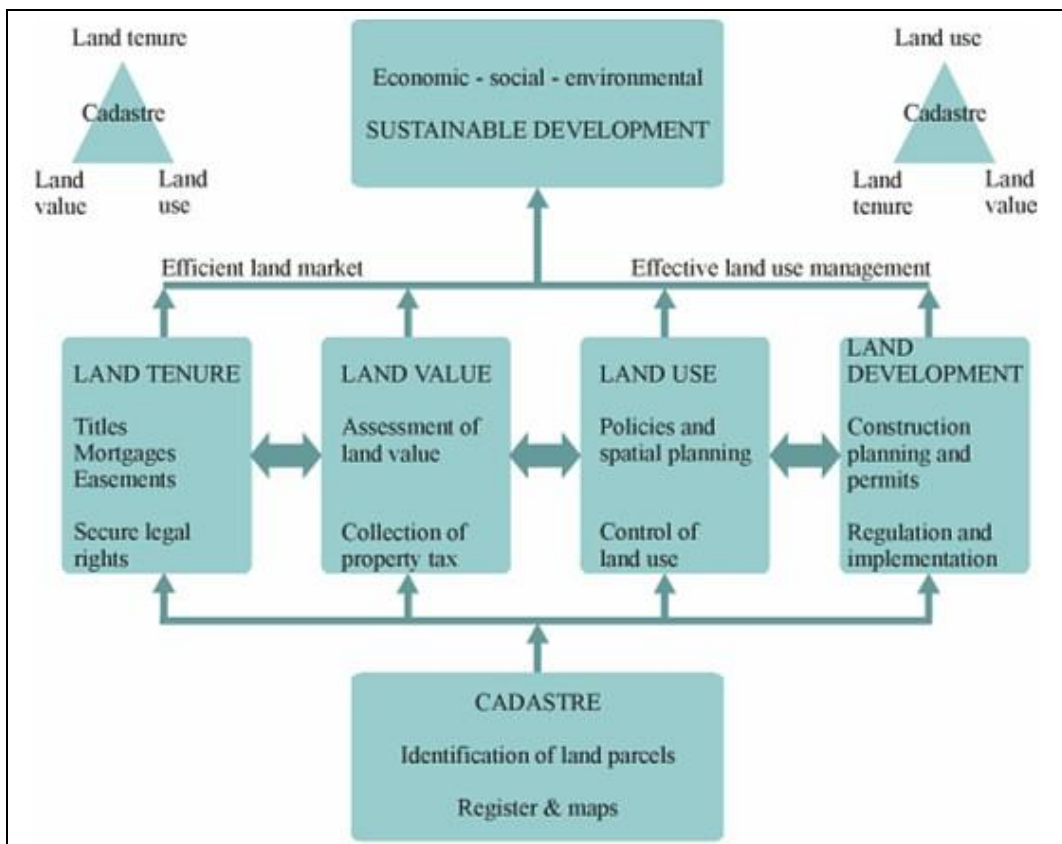 Land tenure
Cadastre
Land
value
Land
use
Economic - social - environmental
SUSTAINABLE DEVELOPMENT
Land use
Cadastre
Land
tenure
Land
value
Efficient land market
Effective land use management
LAND TENURE
Titles
Mortgages
Easements
Secure legal
rights
LAND VALUE
Assessment of
land value
Collection of
property tax
LAND USE
Policies and
spatial planning
Control of
land use
LAND
DEVELOPMENT
Construction
planning and
permits
Regulation and
implementation
CADASTRE
Identification of land parcels
Register & maps